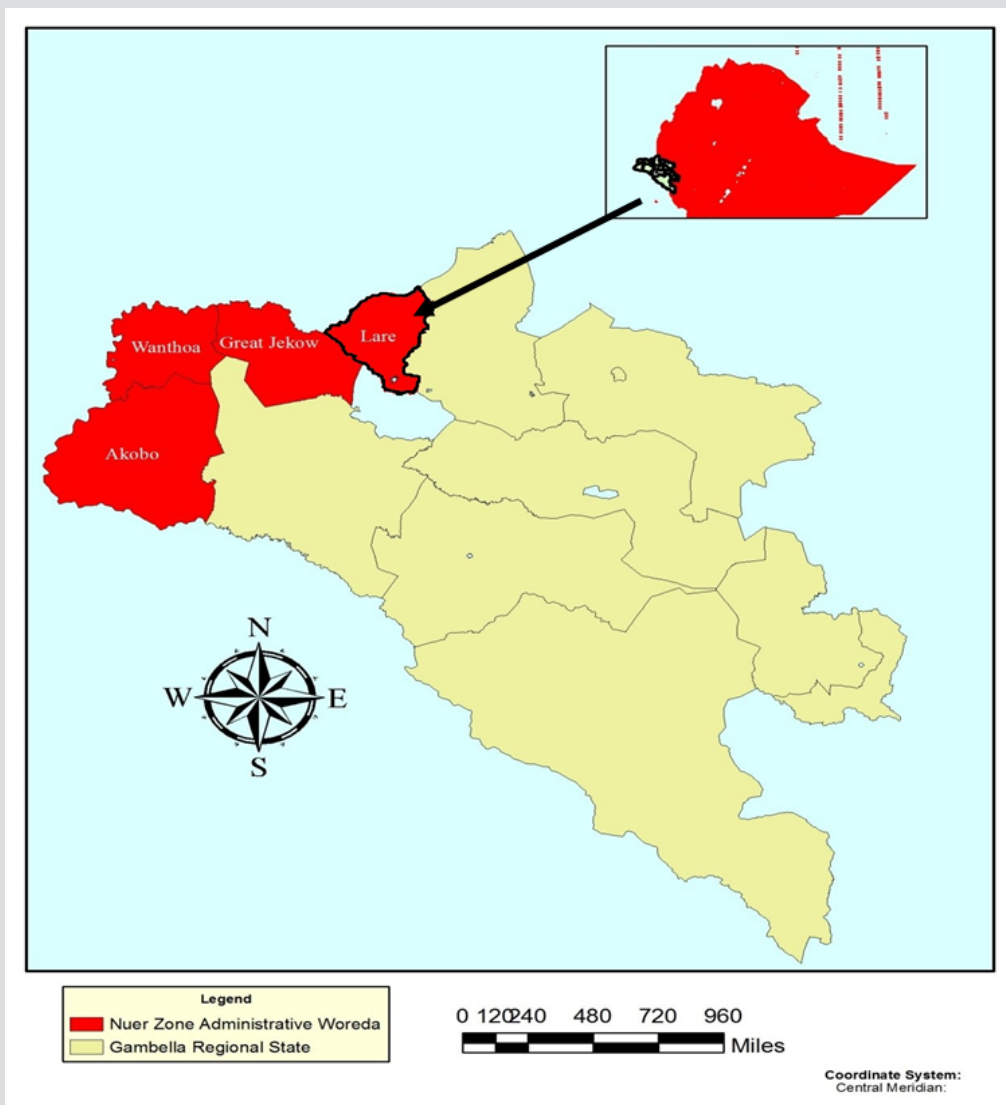 Wanthoa
Great Jekow
Lare
Akobo
N
W
E
S
Legend
Nuer Zone Administrative Woreda
Gambella Regional State
0 120240 480 720 960
Miles
Coordinate System:
Central Meridian: